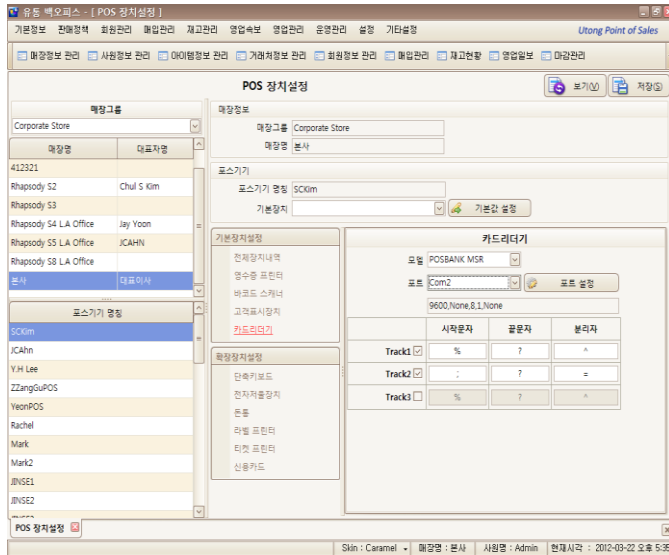 유통 백오피스 - [ POS 장치설정 ]
기본정보 판매정책 회원관리 매입관리 재고관리 영업속보 영업관리 운영관리 설정 기타설정 Utong Point of Sales
매장정보 관리 사원정보 관리 아이템정보 관리 거래처정보 관리 회원정보 관리 매입관리 재고현황 영업일보 마감관리
POS 장치설정 보기(V) 저장(S)
매장그룹
Corporate Store
매장명 대표자명
412321
Rhapsody S2 Chul S Kim
Rhapsody S3
Rhapsody S4 L.A Office Jay Yoon
Rhapsody S5 L.A Office JCAHN
Rhapsody S8 L.A Office
본사 대표이사
포스기기 명칭
SCKim
JCAhn
Y.H Lee
ZZangGuPOS
YeonPOS
Rachel
Mark
Mark2
JINSE1
JINSE2
매장정보
매장그룹 Corporate Store
매장명 본사
포스기기
포스기기 명칭 SCKim
기본장치 기본값 설정
기본장치설정
전체장치내역
영수증 프린터
바코드 스캐너
고객표시장치
카드리더기
확장장치설정
단축키보드
전자저울장치
돈통
라벨 프린터
티켓 프린터
신용카드
카드리더기
모델 POSBANK MSR
포트 Com2 포트 설정
9600,None,8,1,None
시작문자 끝문자 분리자
Track1 % ? ^
Track2 ; ? =
Track3 % ? ^
POS 장치설정
Skin : Caramel 매장명 : 본사 사원명 : Admin 현재시각 : 2012-03-22 오후 5:35